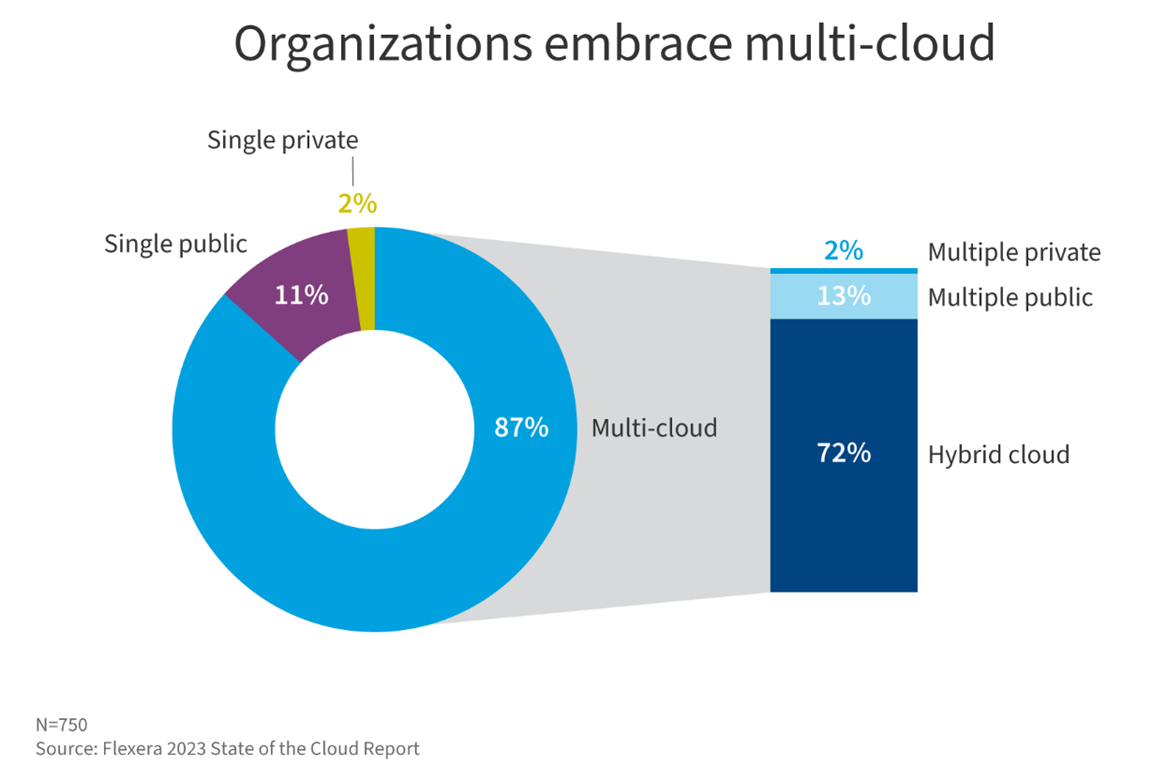 Organizations embrace multi-cloud
Single private
2%
Single public
11%
87%
Multi-cloud
2%
Multiple private
13%
Multiple public
72%
Hybrid cloud
N=750
Source: Flexera 2023 State of the Cloud Report